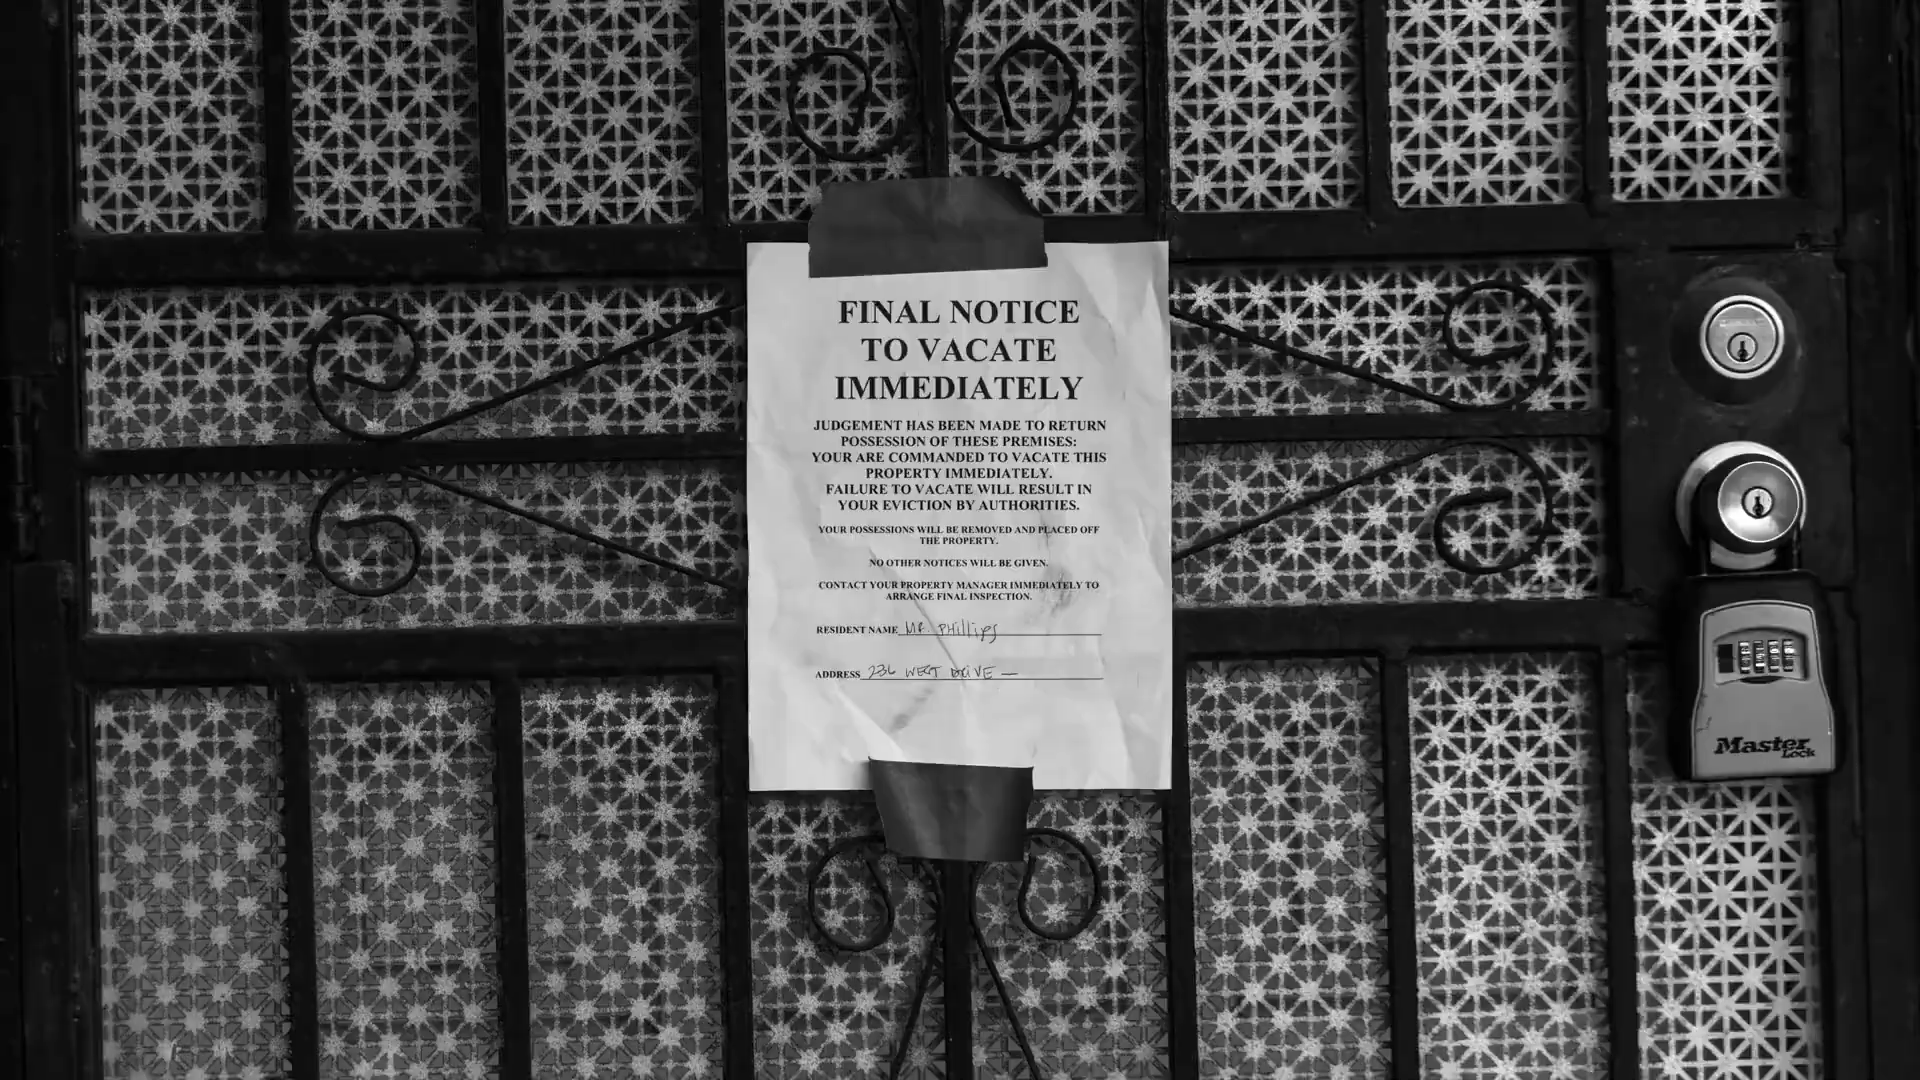 FINAL NOTICE
TO VACATE
IMMEDIATELY
JUDGEMENT HAS BEEN MADE TO RETURN
POSSESSION OF THESE PREMISES:
YOUR ARE COMMANDED TO VACATE THIS
PROPERTY IMMEDIATELY.
FAILURE TO VACATE WILL RESULT IN
YOUR EVICTION BY AUTHORITIES.
YOUR POSSESSIONS WILL BE REMOVED AND PLACED OFF
THE PROPERTY.
NO OTHER NOTICES WILL BE GIVEN.
CONTACT YOUR PROPERTY MANAGER IMMEDIATELY TO
ARRANGE FINAL INSPECTION.
RESIDENT NAME MR. PHillips
ADDRESS WEST DRIVE —
Master
Lock